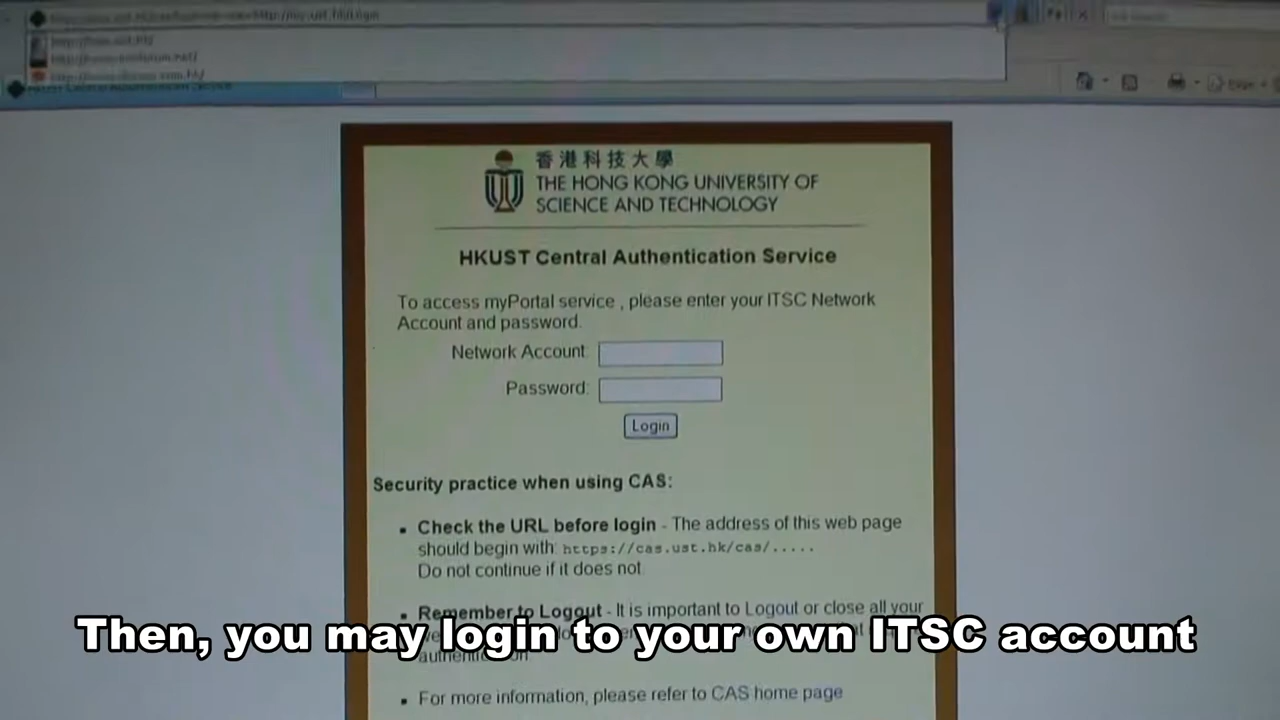 香港科技大學
THE HONG KONG UNIVERSITY OF
SCIENCE AND TECHNOLOGY
HKUST Central Authentication Service
To access myPortal service , please enter your ITSC Network
Account and password.
Network Account:
Password:
Login
Security practice when using CAS:
Check the URL before login - The address of this web page
should begin with: https://cas.ust.hk/cas/.....
Do not continue if it does not
Remember to Logout - It is important to Logout or close all your
Then, you may login to your own ITSC account
For more information, please refer to CAS home page